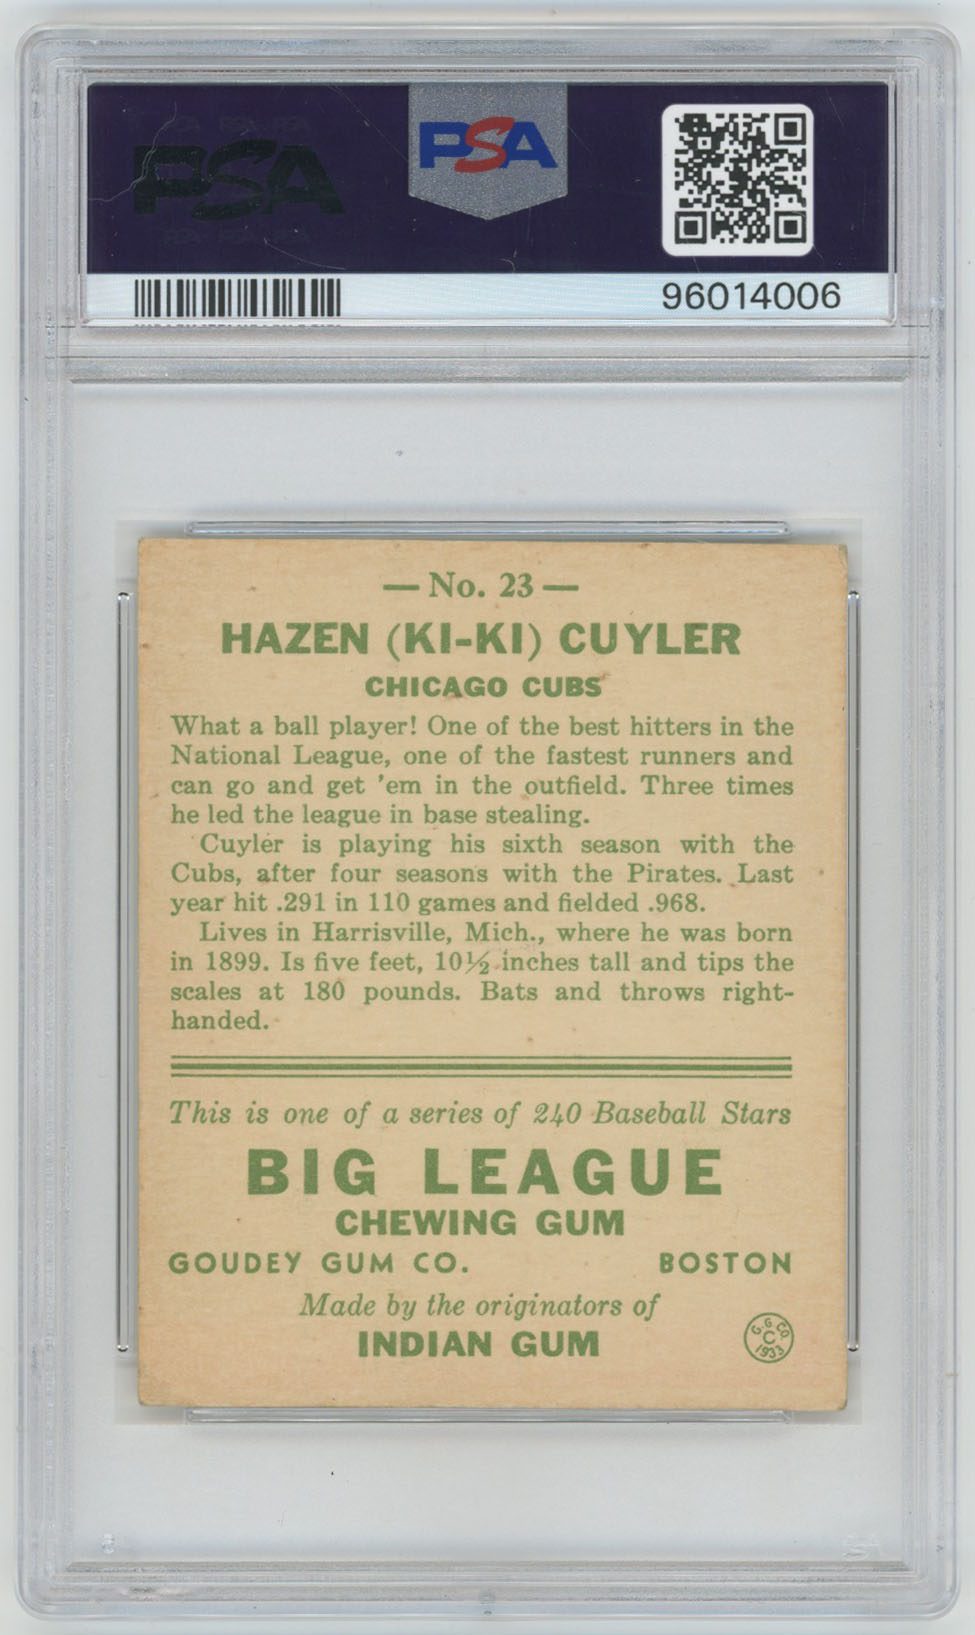 PSA
PSA
96014006
— No. 23 —
HAZEN (KI-KI) CUYLER
CHICAGO CUBS
What a ball player! One of the best hitters in the
National League, one of the fastest runners and
can go and get 'em in the outfield. Three times
he led the league in base stealing.
Cuyler is playing his sixth season with the
Cubs, after four seasons with the Pirates. Last
year hit .291 in 110 games and fielded .968.
Lives in Harrisville, Mich., where he was born
in 1899. Is five feet, 10½ inches tall and tips the
scales at 180 pounds. Bats and throws right-
handed.
This is one of a series of 240 Baseball Stars
BIG LEAGUE
CHEWING GUM
GOUDEY GUM CO. BOSTON
Made by the originators of
INDIAN GUM
G.G.CO.
C
1933